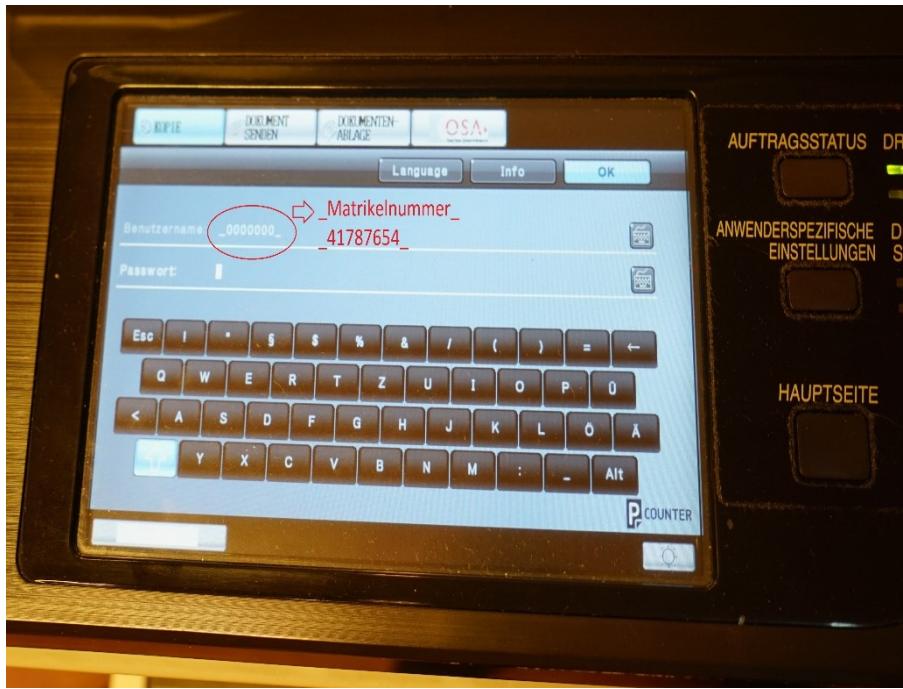 KOPIE
DOKUMENT
SENDEN
DOKUMENTEN-
ABLAGE
OSA
Language
Info
OK
Benutzername: _0000000_
_Matrikelnummer_
_41787654_
Passwort:
Esc ! " § $ % & / ( ) = ←
Q W E R T Z U I O P Ü
< A S D F G H J K L Ö Ä
Y X C V B N M : _ Alt
P COUNTER
AUFTRAGSSTATUS DR
ANWENDERSPEZIFISCHE D
EINSTELLUNGEN S
HAUPTSEITE